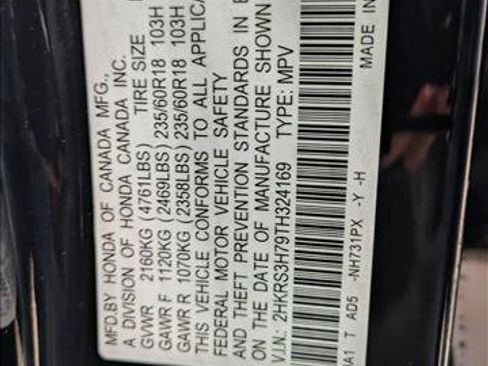 MFD.BY HONDA OF CANADA MFG.,
A DIVISION OF HONDA CANADA INC.
GVWR 2160KG (4761LBS) TIRE SIZE
GAWR F 1120KG (2469LBS) 235/60R18 103H
GAWR R 1070KG (2358LBS) 235/60R18 103H
THIS VEHICLE CONFORMS TO ALL
FEDERAL MOTOR VEHICLE SAFETY
AND THEFT PREVENTION STANDARDS IN
ON THE DATE OF MANUFACTURE SHOWN
V.I.N.: 2HKRS3H79TH324169 TYPE: MPV
AA1 T AD5 -NH731PX -Y -H MADE IN